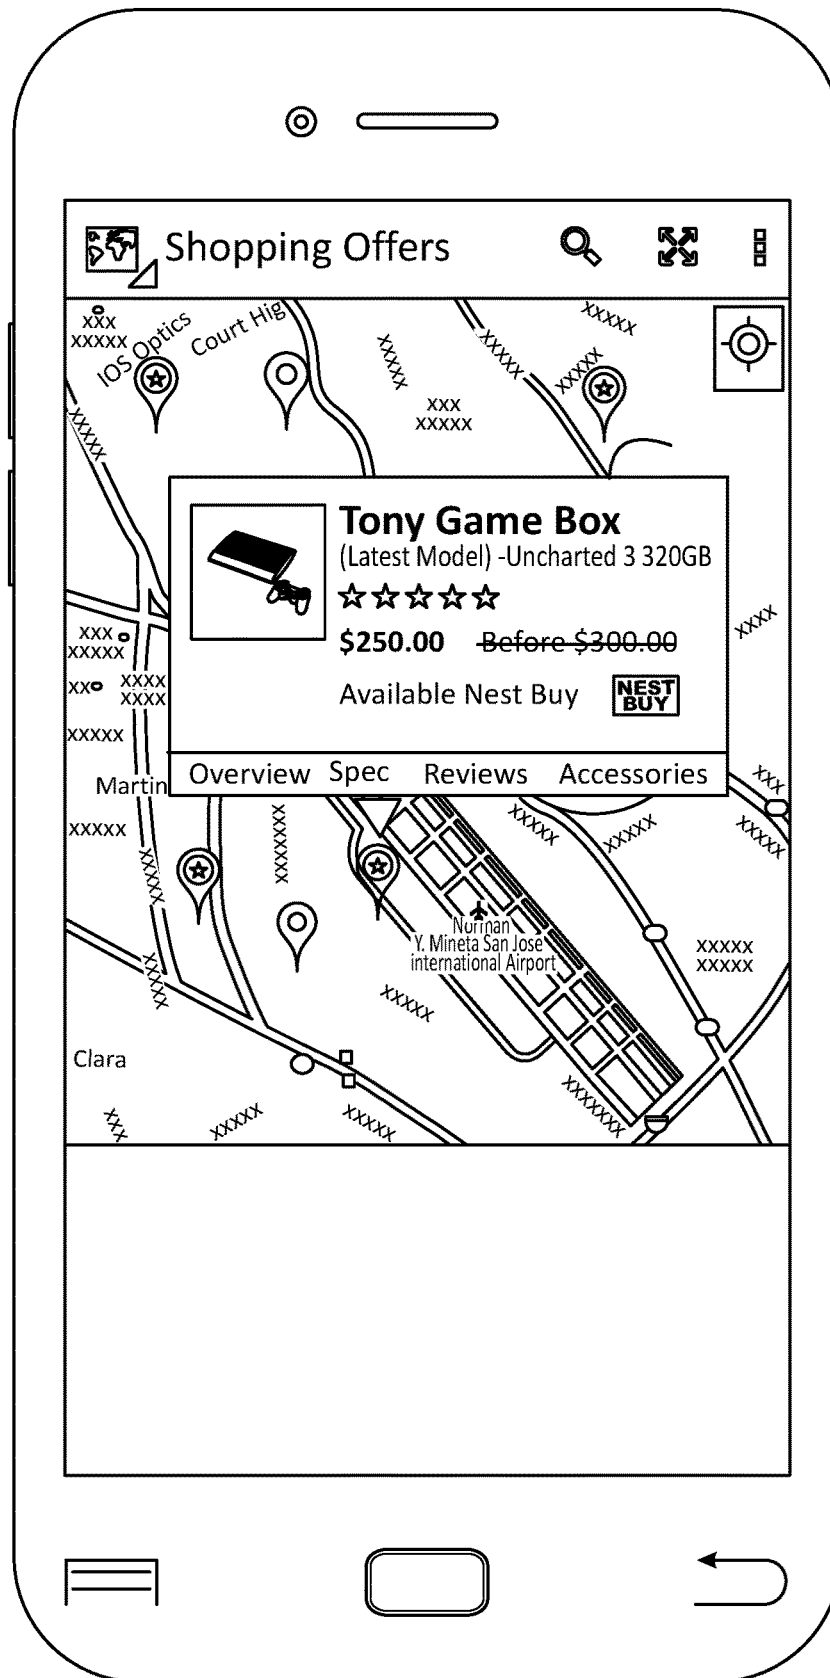 Shopping Offers
xxx
xxxxx
IOS Optics
Court Hig
xxxxx
xxxxx
xxxxx
xxxxx
xxx
xxxxx
xxxxx
Tony Game Box
(Latest Model) -Uncharted 3 320GB
$250.00 Before $300.00
Available Nest Buy
NEST
BUY
xxxx
xxx
xxxxx
xx
xxxx
xxxx
xxxxx
Martin
Overview Spec Reviews Accessories
xxx
xxxxx
xxxxx
xxxxxxx
xxxxx
xxxxx
xxxxx
Norman
Y. Mineta San Jose
international Airport
xxxxx
xxxxx
xxxxx
xxxxx
Clara
xxx
xxxxx
xxxxx
xxxxxxx